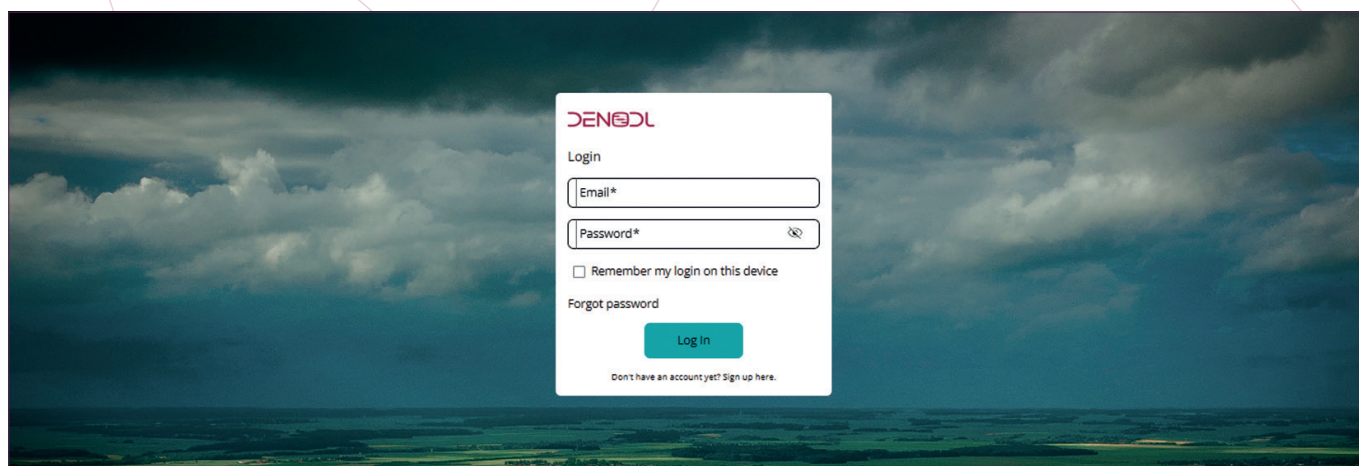 DENODL
Login
Email*
Password*
Remember my login on this device
Forgot password
Log In
Don't have an account yet? Sign up here.